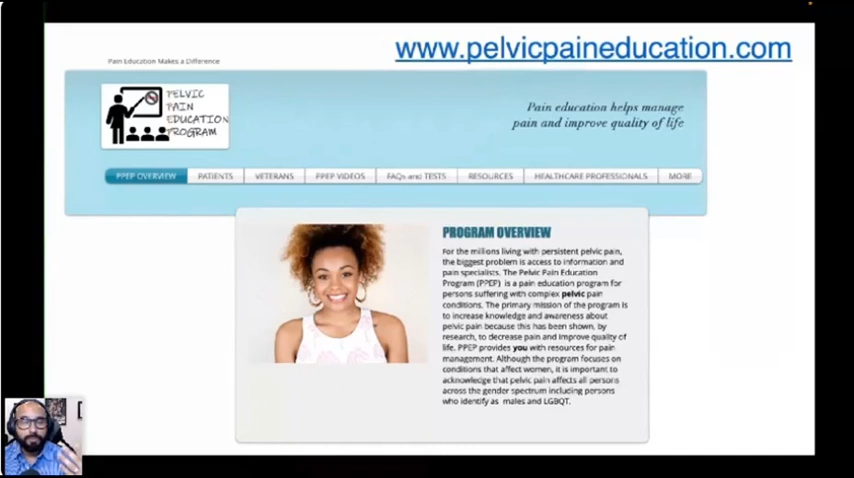 www.pelvicpaineducation.com
Pain Education Makes a Difference
PELVIC
PAIN
EDUCATION
PROGRAM
Pain education helps manage
pain and improve quality of life
PPEP OVERVIEW PATIENTS VETERANS PPEP VIDEOS FAQs and TESTS RESOURCES HEALTHCARE PROFESSIONALS MORE
PROGRAM OVERVIEW
For the millions living with persistent pelvic pain,
the biggest problem is access to information and
pain specialists. The Pelvic Pain Education
Program (PPEP) is a pain education program for
persons suffering with complex pelvic pain
conditions. The primary mission of the program is
to increase knowledge and awareness about
pelvic pain because this has been shown, by
research, to decrease pain and improve quality of
life. PPEP provides you with resources for pain
management. Although the program focuses on
conditions that affect women, it is important to
acknowledge that pelvic pain affects all persons
across the gender spectrum including persons
who identify as males and LGBQT.